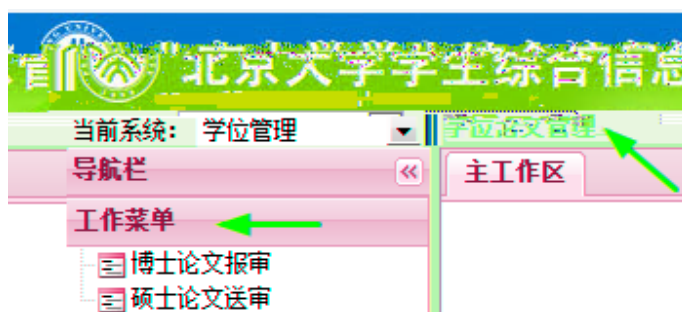 北京大学学生综合信息
当前系统： 学位管理 学位论文管理
导航栏 主工作区
工作菜单
博士论文报审
硕士论文送审